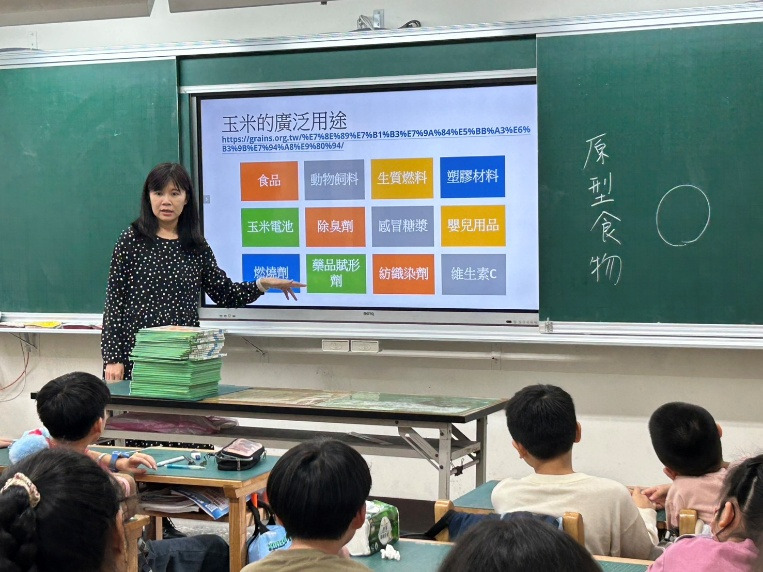 玉米的廣泛用途
https://grains.org.tw/%E7%8E%89%E7%B1%B3%E7%9A%84%E5%BB%A3%E6%
B3%9B%E7%94%A8%E9%80%94/
食品
動物飼料
生質燃料
塑膠材料
玉米電池
除臭劑
感冒糖漿
嬰兒用品
燃燒劑
藥品賦形
劑
紡織染劑
維生素C
原型食物
BenQ